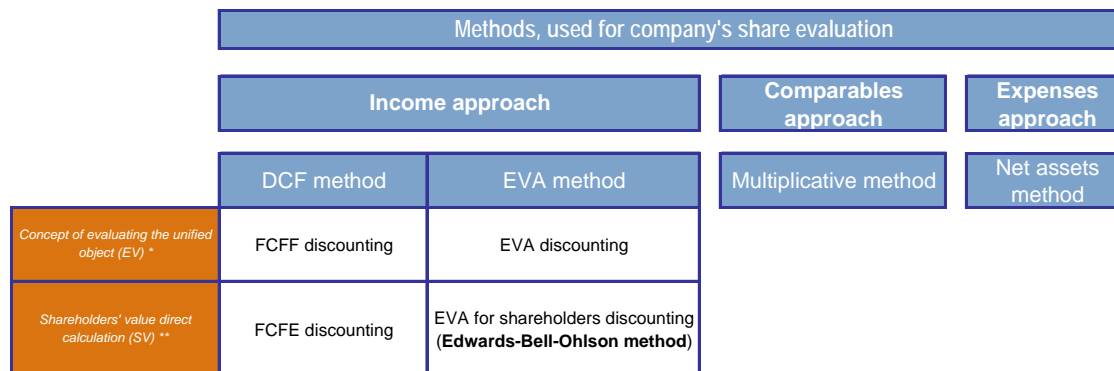 Methods, used for company's share evaluation
Income approach
Comparables
approach
Expenses
approach
DCF method
EVA method
Multiplicative method
Net assets
method
Concept of evaluating the unified
object (EV) *
FCFF discounting
EVA discounting
Shareholders' value direct
calculation (SV) **
FCFE discounting
EVA for shareholders discounting
(Edwards-Bell-Ohlson method)